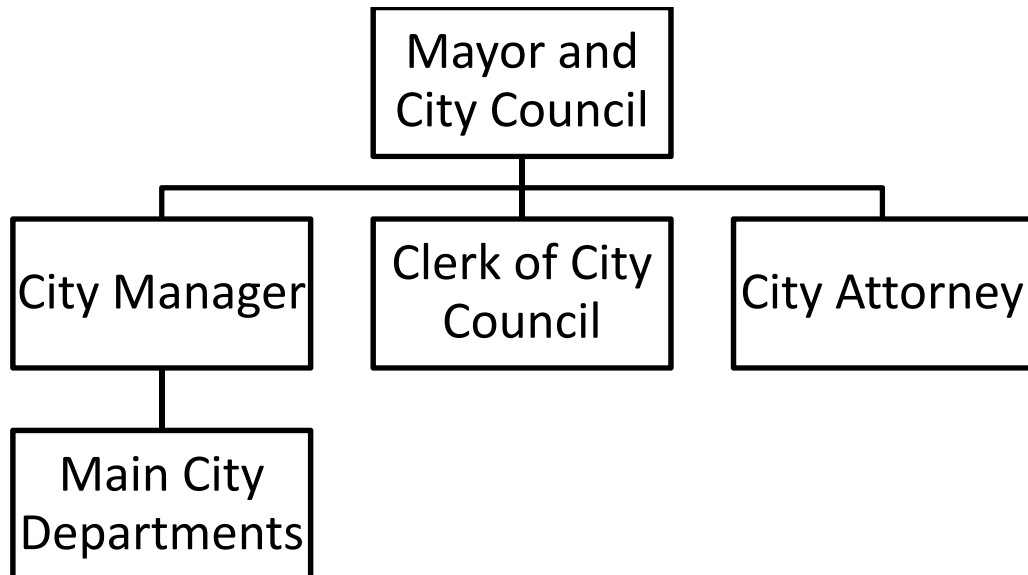 Mayor and
City Council
City Manager
Clerk of City
Council
City Attorney
Main City
Departments